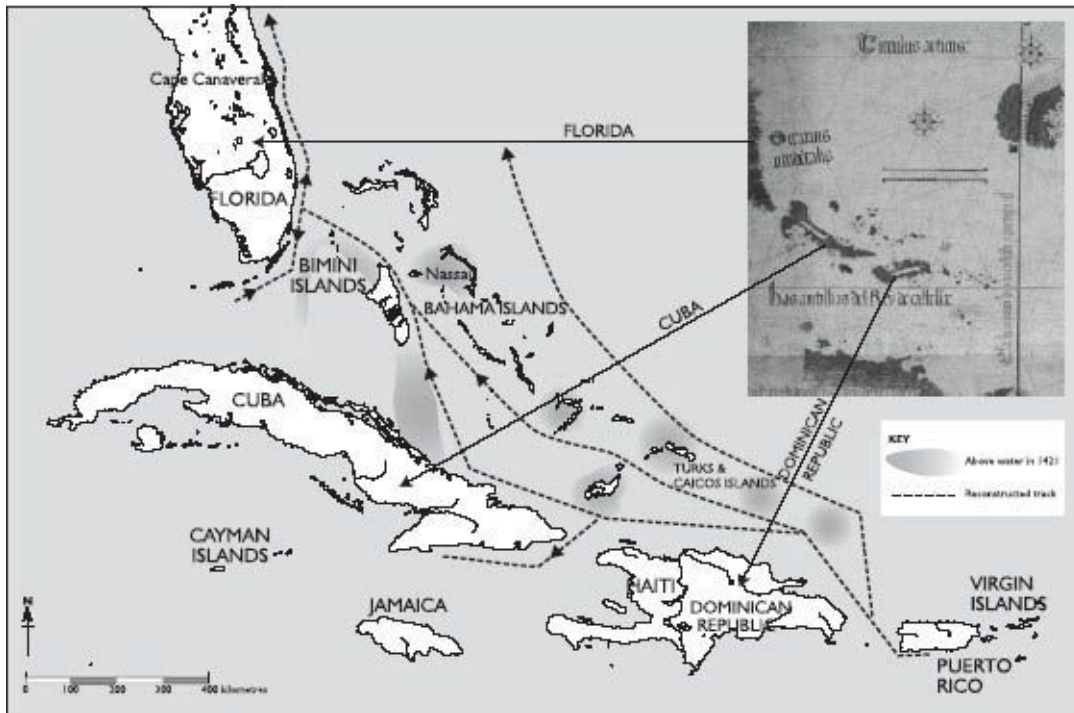 Cape Canaveral
FLORIDA
FLORIDA
BIMINI
ISLANDS
Nassau
BAHAMA ISLANDS
CUBA
CUBA
TURKS &
CAICOS ISLANDS
DOMINICAN
REPUBLIC
KEY
Above water in 1421
Reconstructed track
CAYMAN
ISLANDS
JAMAICA
HAITI
DOMINICAN
REPUBLIC
VIRGIN
ISLANDS
PUERTO
RICO
N
0 100 200 300 400 kilometres